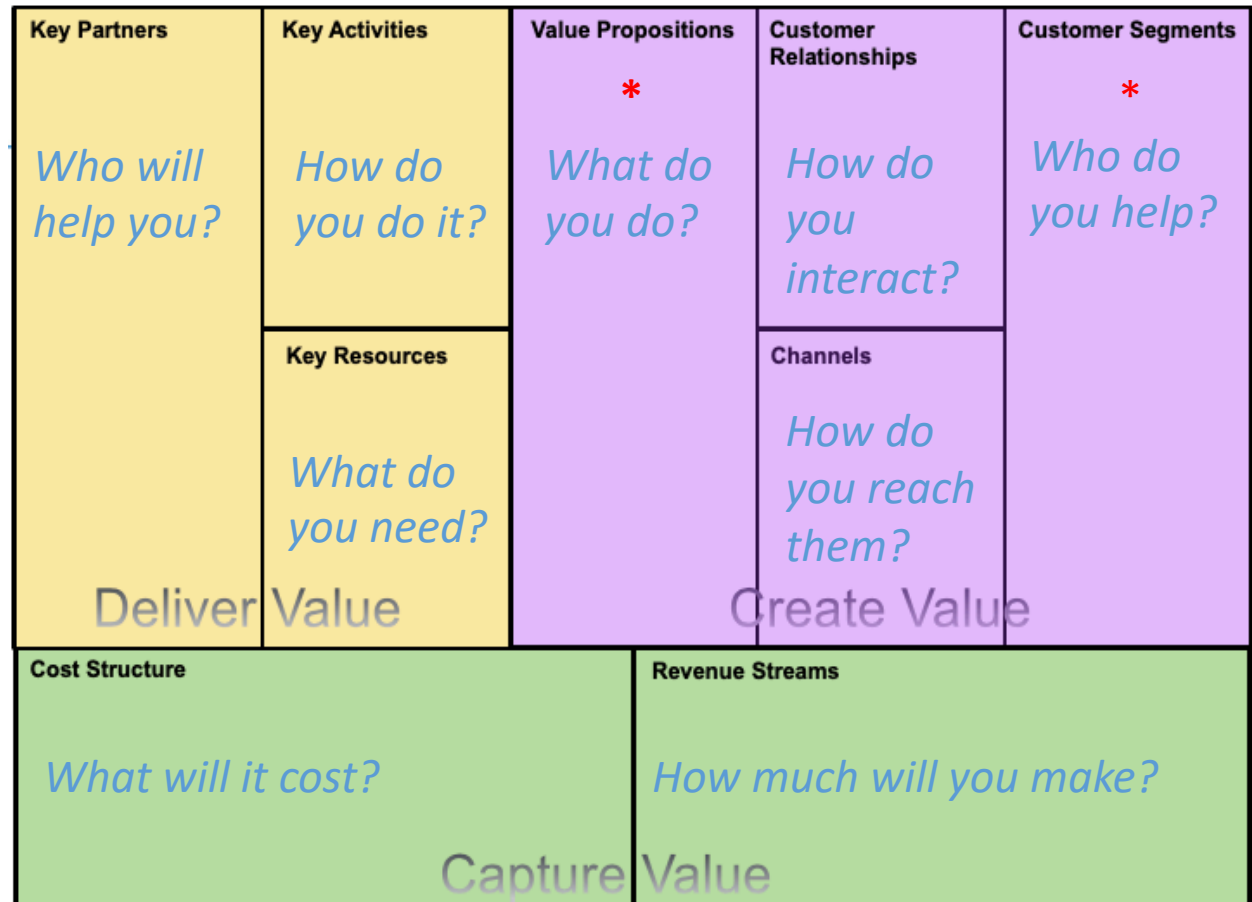 Key Partners
Who will
help you?
Key Activities
How do
you do it?
Key Resources
What do
you need?
Deliver Value
Value Propositions
*
What do
you do?
Customer
Relationships
How do
you
interact?
Channels
How do
you reach
them?
Customer Segments
*
Who do
you help?
Create Value
Cost Structure
What will it cost?
Revenue Streams
How much will you make?
Capture Value